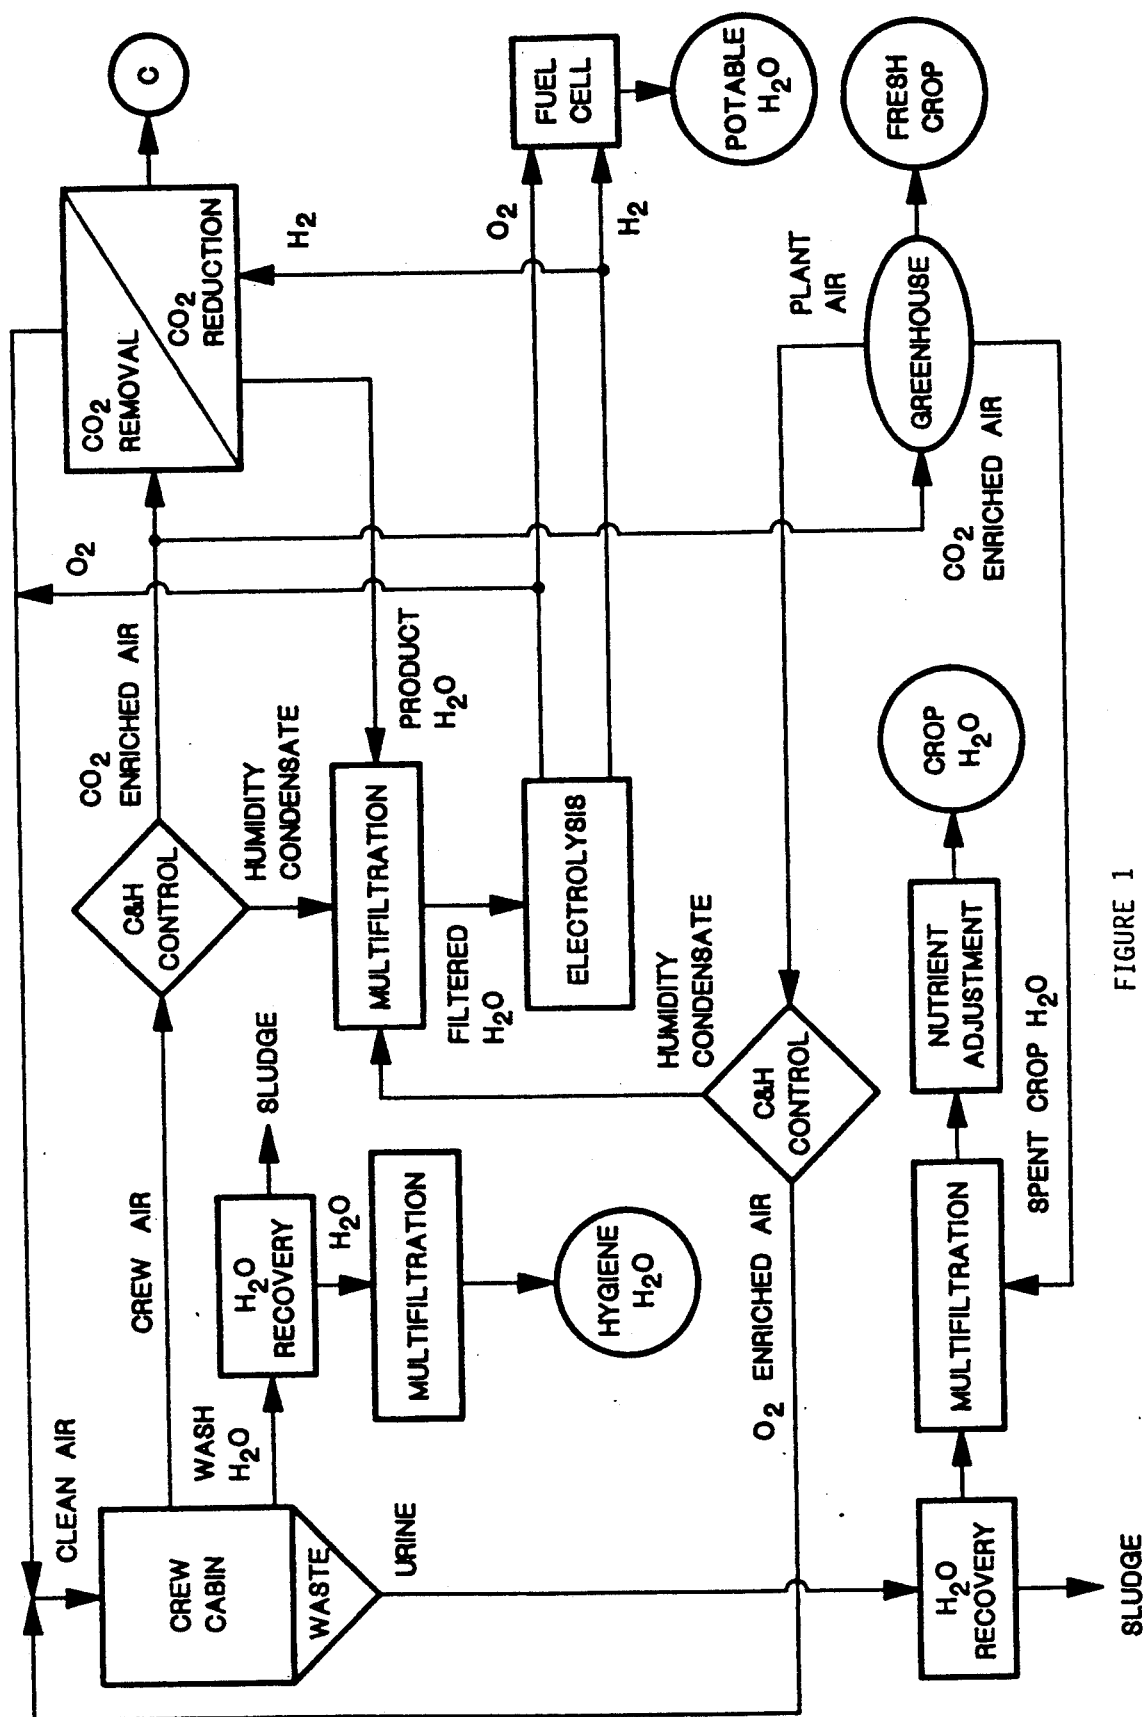 CLEAN AIR
CREW
CABIN
WASTE
CREW AIR
WASH
H2O
URINE
H2O
RECOVERY
SLUDGE
H2O
MULTIFILTRATION
HYGIENE
H2O
C&H
CONTROL
CO2
ENRICHED AIR
HUMIDITY
CONDENSATE
O2
CO2
REMOVAL
CO2
REDUCTION
C
H2
PRODUCT
H2O
MULTIFILTRATION
FILTERED
H2O
ELECTROLYSIS
O2
H2
FUEL
CELL
POTABLE
H2O
HUMIDITY
CONDENSATE
C&H
CONTROL
O2 ENRICHED AIR
PLANT
AIR
GREENHOUSE
FRESH
CROP
CO2
ENRICHED AIR
H2O
RECOVERY
SLUDGE
MULTIFILTRATION
NUTRIENT
ADJUSTMENT
CROP
H2O
SPENT CROP H2O
FIGURE 1